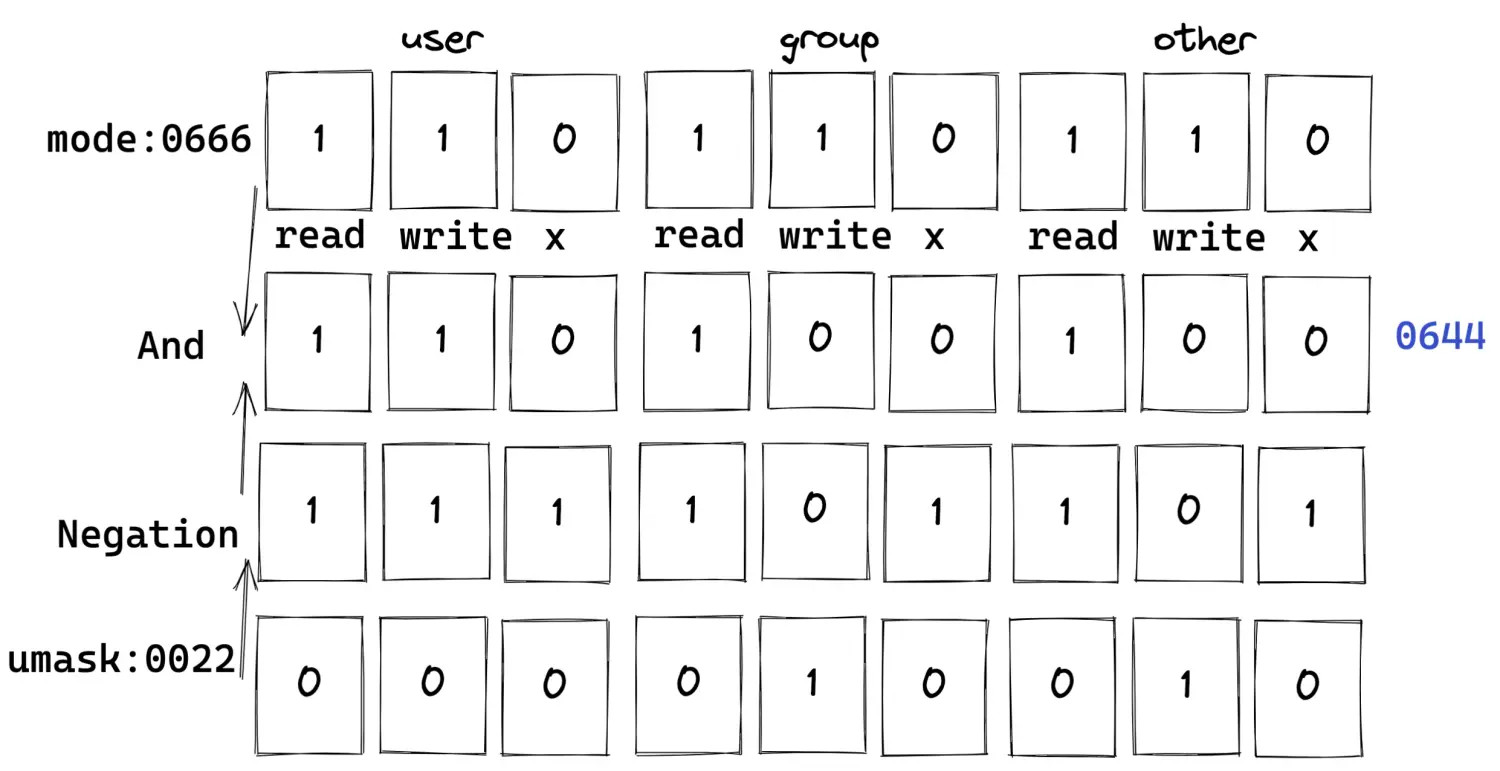 user group other
mode:0666 1 1 0 1 1 0 1 1 0
read write x read write x read write x
And 1 1 0 1 0 0 1 0 0 0644
Negation 1 1 1 1 0 1 1 0 1
umask:0022 0 0 0 0 1 0 0 1 0